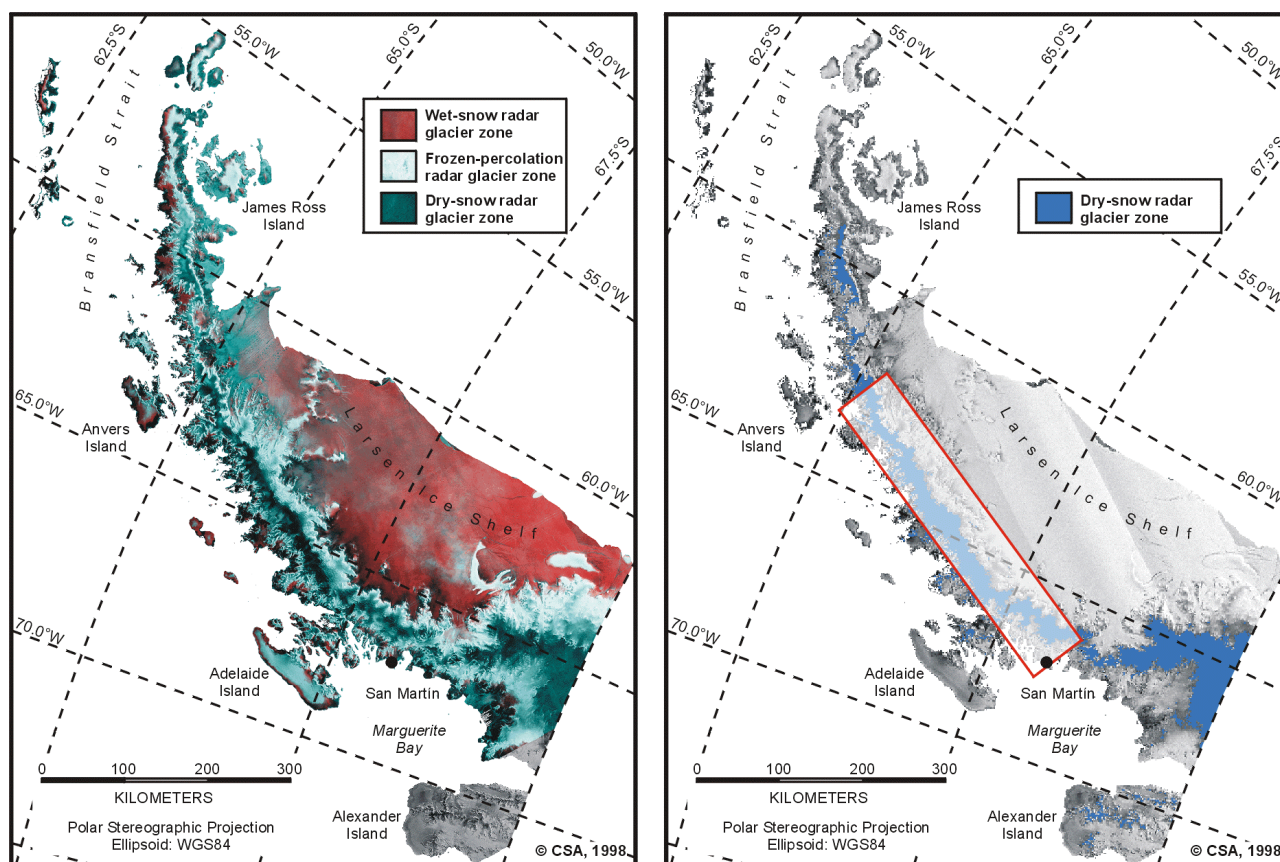 62.5°S
55.0°W
65.0°S
50.0°W
Wet-snow radar
glacier zone
Frozen-percolation
radar glacier zone
Dry-snow radar
glacier zone
67.5°S
Bransfield Strait
James Ross
Island
55.0°W
65.0°W
Anvers
Island
Larsen Ice Shelf
60.0°W
70.0°W
Adelaide
Island
San Martín
Marguerite
Bay
0 100 200 300
KILOMETERS
Alexander
Island
Polar Stereographic Projection
Ellipsoid: WGS84
© CSA, 1998
62.5°S
55.0°W
65.0°S
50.0°W
67.5°S
Dry-snow radar
glacier zone
Bransfield Strait
James Ross
Island
55.0°W
65.0°W
Anvers
Island
Larsen Ice Shelf
60.0°W
70.0°W
Adelaide
Island
San Martín
Marguerite
Bay
0 100 200 300
KILOMETERS
Alexander
Island
Polar Stereographic Projection
Ellipsoid: WGS84
© CSA, 1998